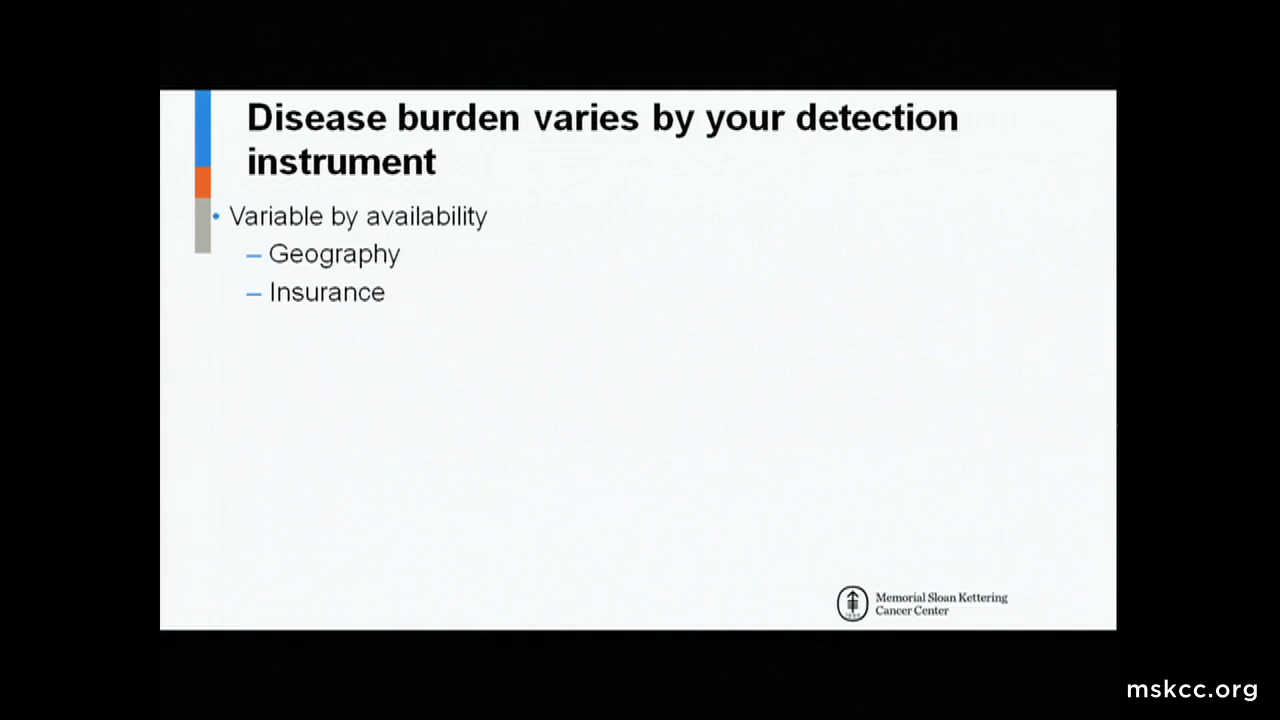 Disease burden varies by your detection
instrument
• Variable by availability
– Geography
– Insurance
Memorial Sloan Kettering
Cancer Center
mskcc.org